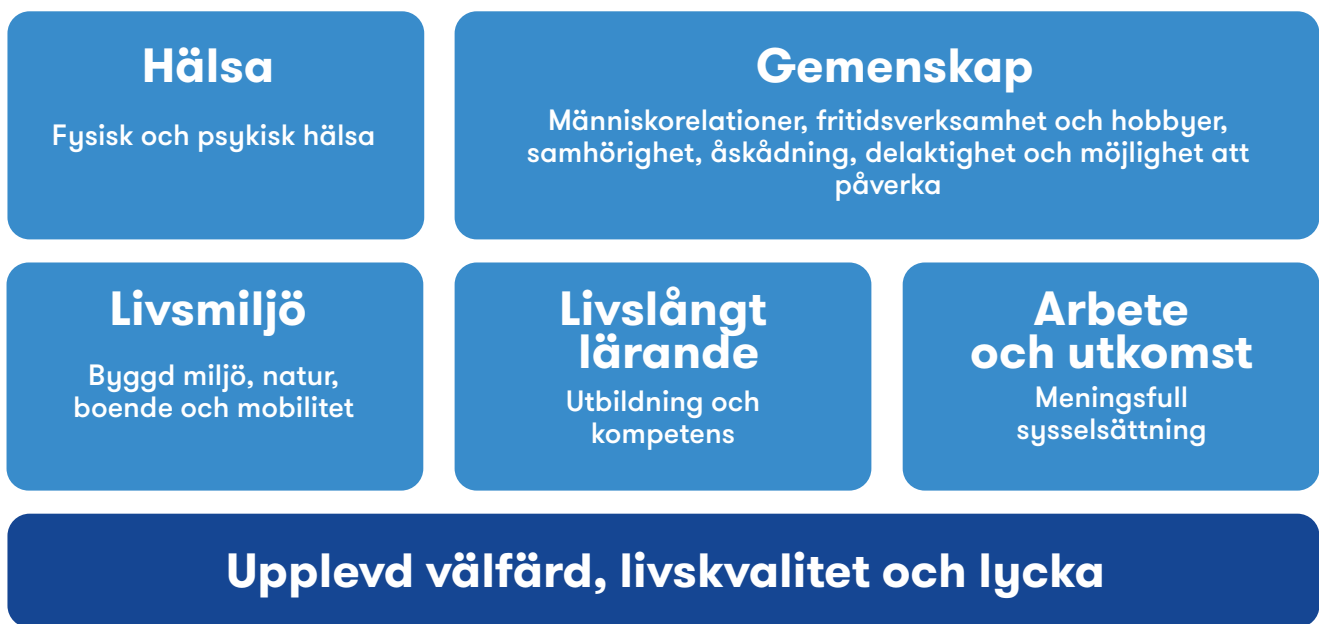 Hälsa
Fysisk och psykisk hälsa
Gemenskap
Människorelationer, fritidsverksamhet och hobbyer,
samhörighet, åskådning, delaktighet och möjlighet att
påverka
Livsmiljö
Byggd miljö, natur,
boende och mobilitet
Livslångt
lärande
Utbildning och
kompetens
Arbete
och utkomst
Meningsfull
sysselsättning
Upplevd välfärd, livskvalitet och lycka